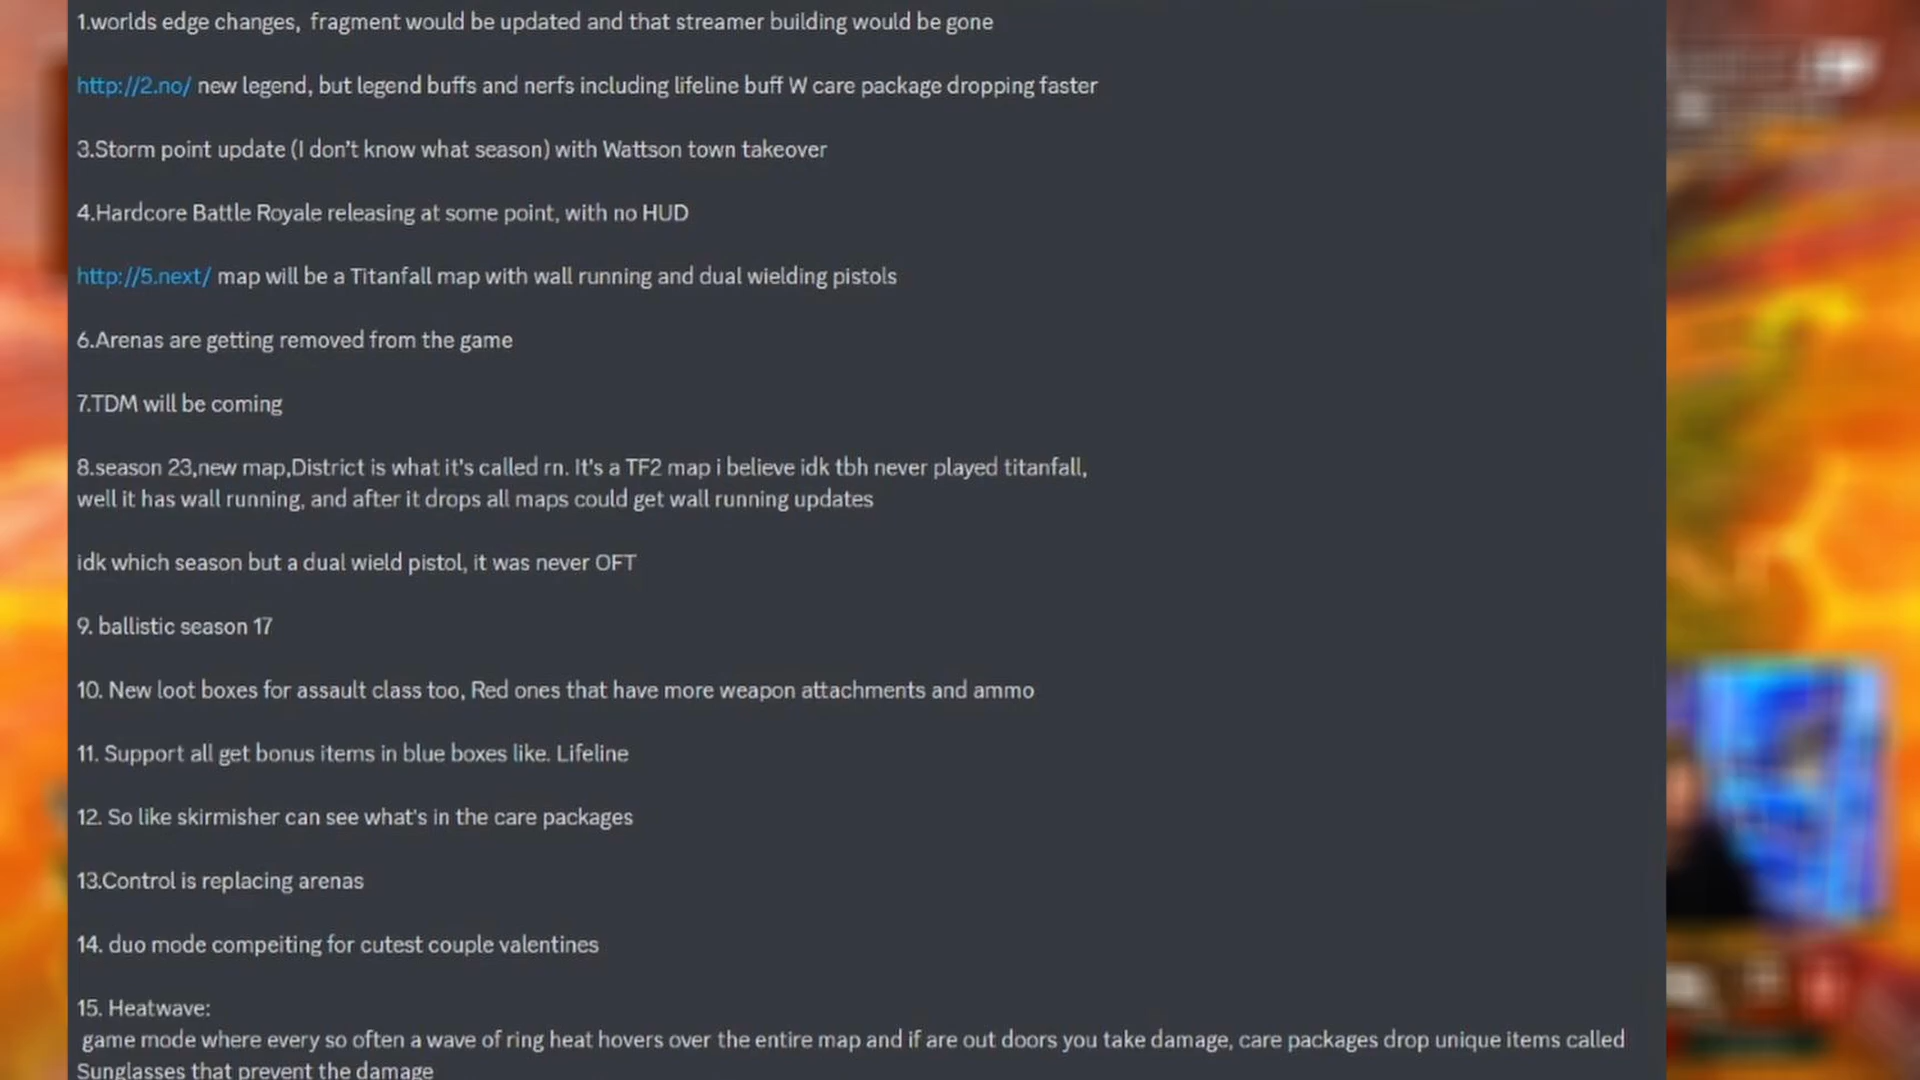 1.worlds edge changes, fragment would be updated and that streamer building would be gone
http://2.no/ new legend, but legend buffs and nerfs including lifeline buff W care package dropping faster
3.Storm point update (I don't know what season) with Wattson town takeover
4.Hardcore Battle Royale releasing at some point, with no HUD
http://5.next/ map will be a Titanfall map with wall running and dual wielding pistols
6.Arenas are getting removed from the game
7.TDM will be coming
8.season 23,new map,District is what it's called rn. It's a TF2 map i believe idk tbh never played titanfall,
well it has wall running, and after it drops all maps could get wall running updates
idk which season but a dual wield pistol, it was never OFT
9. ballistic season 17
10. New loot boxes for assault class too, Red ones that have more weapon attachments and ammo
11. Support all get bonus items in blue boxes like. Lifeline
12. So like skirmisher can see what's in the care packages
13.Control is replacing arenas
14. duo mode compeiting for cutest couple valentines
15. Heatwave:
game mode where every so often a wave of ring heat hovers over the entire map and if are out doors you take damage, care packages drop unique items called
Sunglasses that prevent the damage